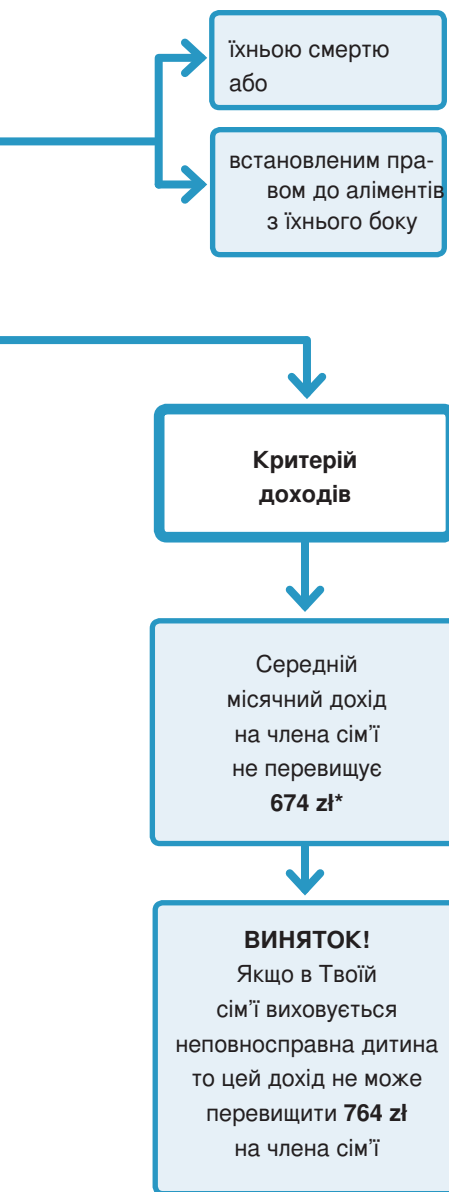 їхньою смертю
або
встановленим пра-
вом до аліментів
з їхнього боку
Критерій
доходів
Середній
місячний дохід
на члена сім’ї
не перевищує
674 zł*
ВИНЯТОК!
Якщо в Твоїй
сім’ї виховується
неповносправна дитина
то цей дохід не може
перевищити 764 zł
на члена сім’ї